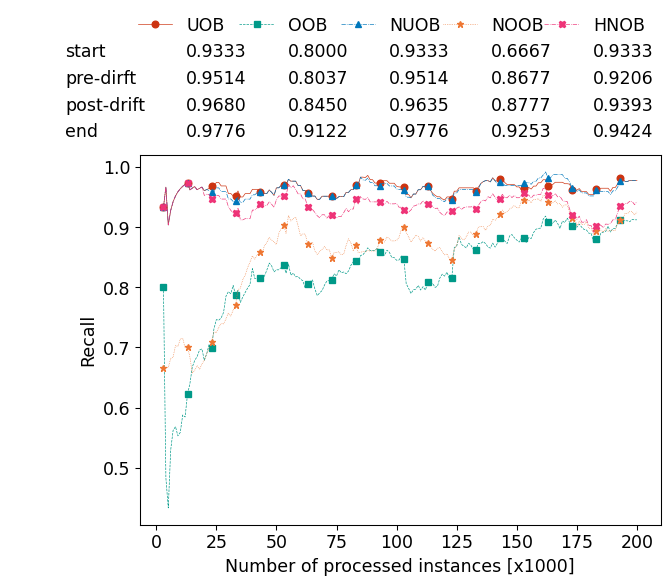 UOB OOB NUOB NOOB HNOB
start 0.9333 0.8000 0.9333 0.6667 0.9333
pre-dirft 0.9514 0.8037 0.9514 0.8677 0.9206
post-drift 0.9680 0.8450 0.9635 0.8777 0.9393
end 0.9776 0.9122 0.9776 0.9253 0.9424
1.0
0.9
0.8
0.7
0.6
0.5
Recall
0 25 50 75 100 125 150 175 200
Number of processed instances [x1000]